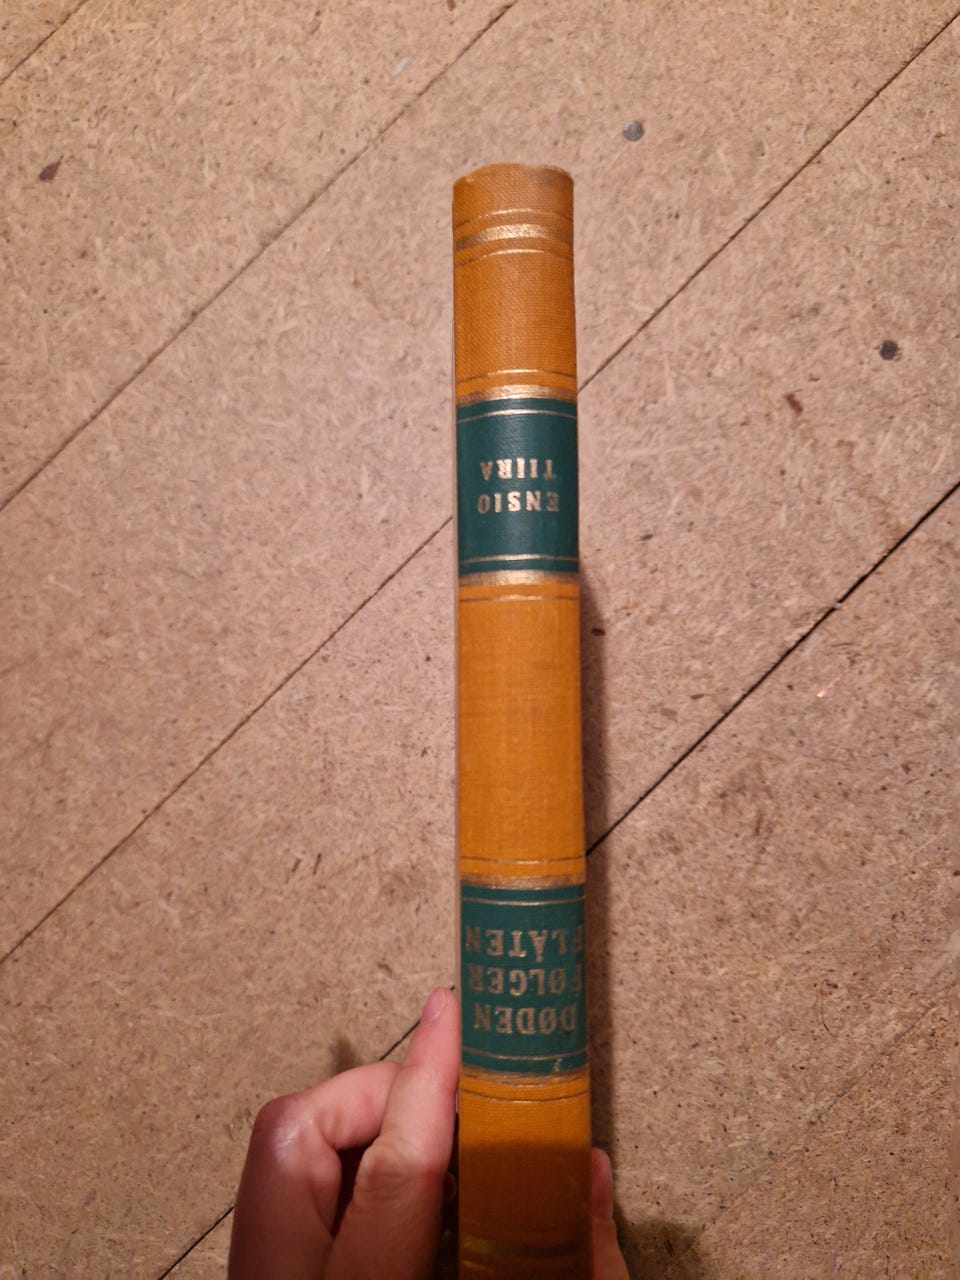 DØDEN
FØLGER
FLÅTEN
ENSIO
TIIRA